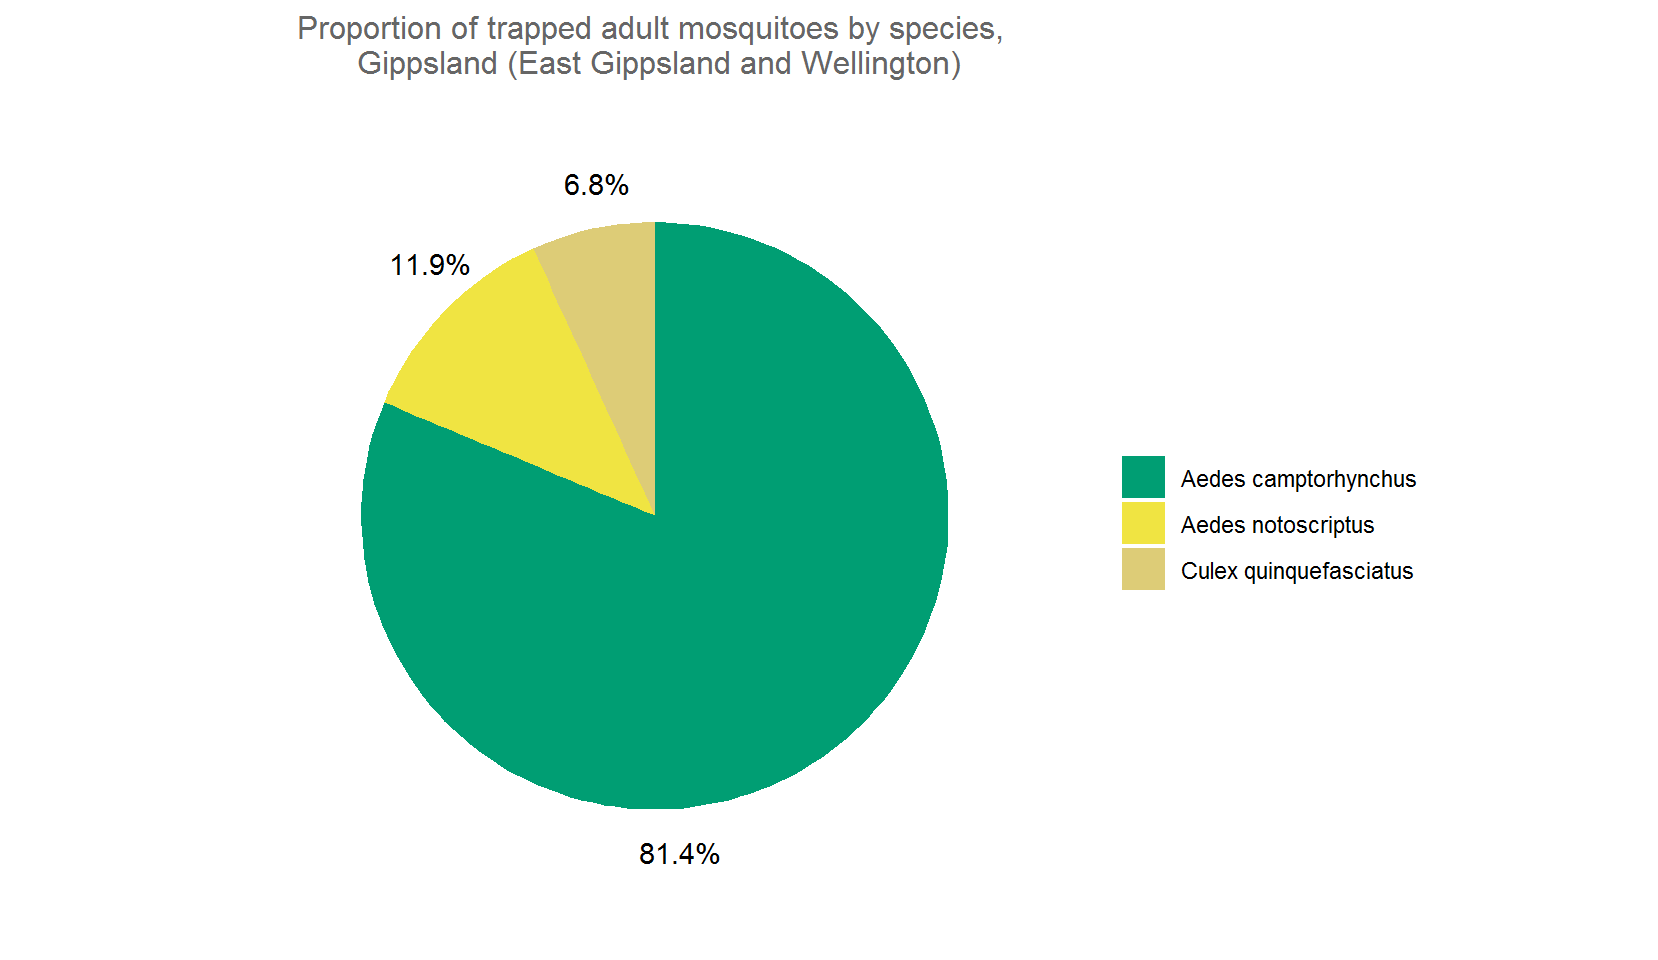 Proportion of trapped adult mosquitoes by species,
Gippsland (East Gippsland and Wellington)
6.8%
11.9%
81.4%
Aedes camptorhynchus
Aedes notoscriptus
Culex quinquefasciatus